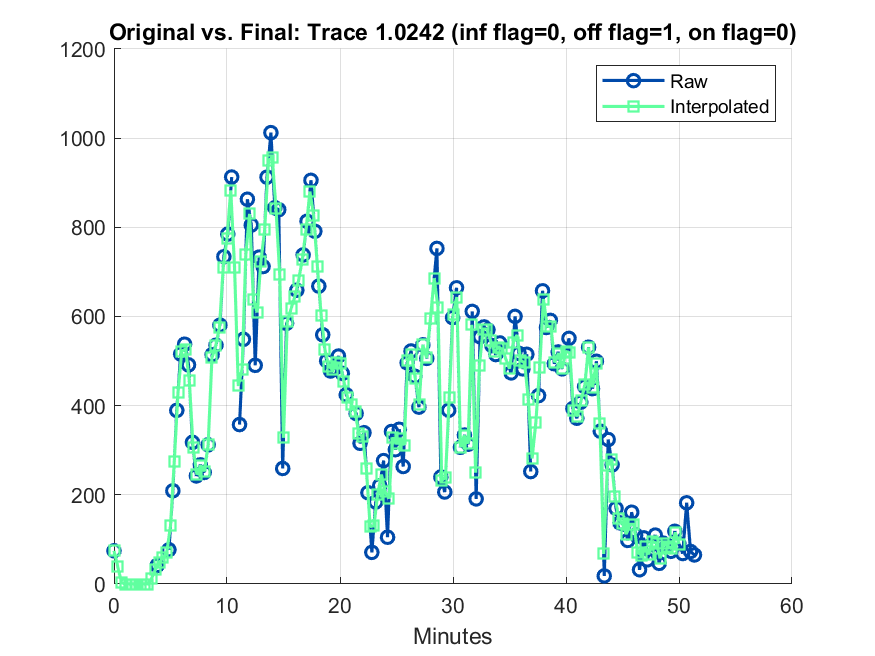 Original vs. Final: Trace 1.0242 (inf flag=0, off flag=1, on flag=0)
1200
1000
800
600
400
200
0
Raw
Interpolated
0 10 20 30 40 50 60
Minutes